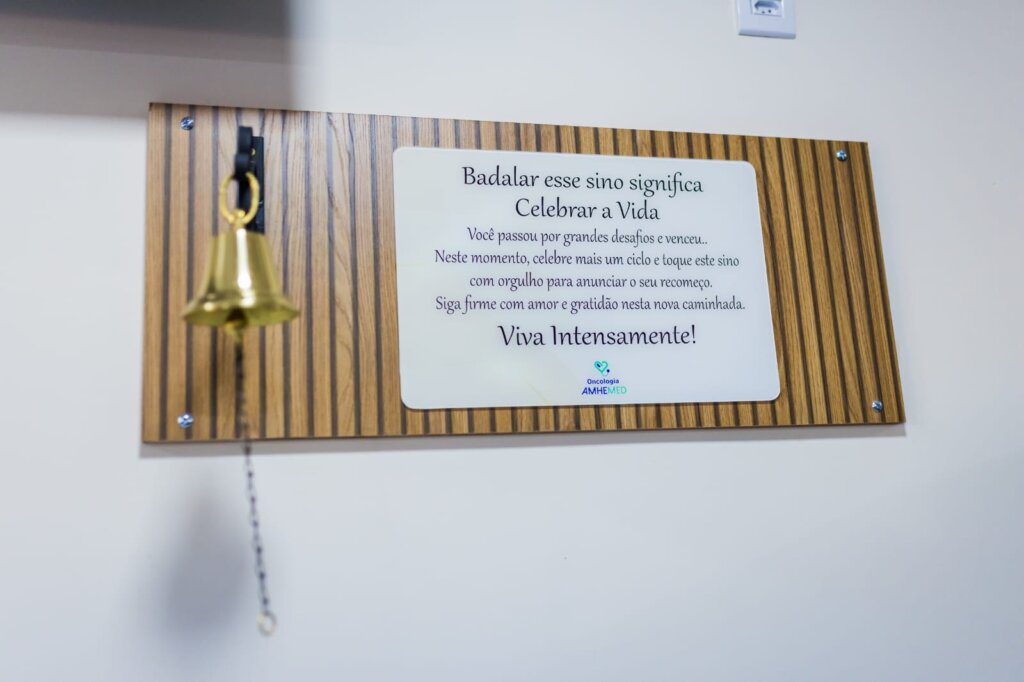 Badalar esse sino significa
Celebrar a Vida
Você passou por grandes desafios e venceu..
Neste momento, celebre mais um ciclo e toque este sino
com orgulho para anunciar o seu recomeço.
Siga firme com amor e gratidão nesta nova caminhada.
Viva Intensamente!
Oncologia
AMHEMED